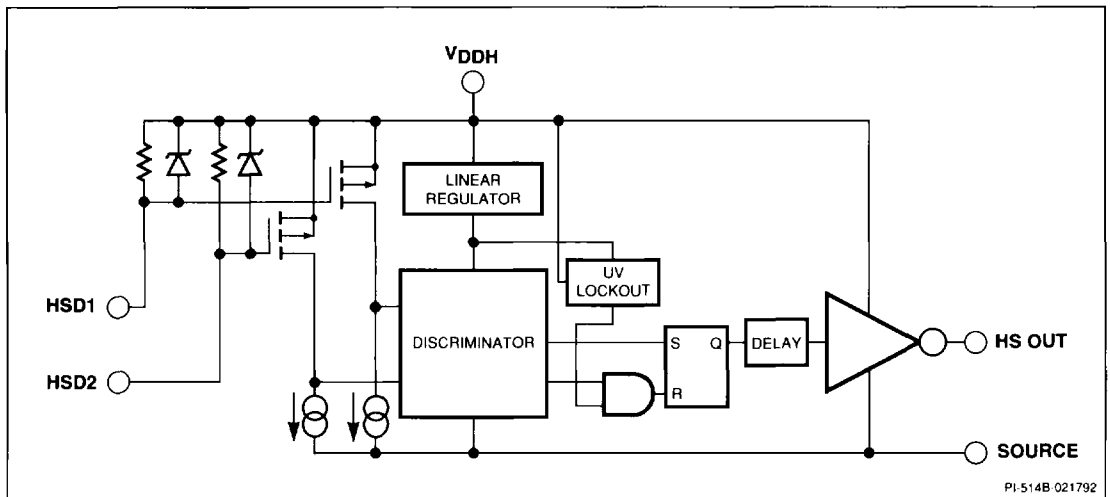 VDDH
LINEAR
REGULATOR
UV
LOCKOUT
HSD1
HSD2
DISCRIMINATOR
S Q
R
DELAY
HS OUT
SOURCE
PI-514B-021792